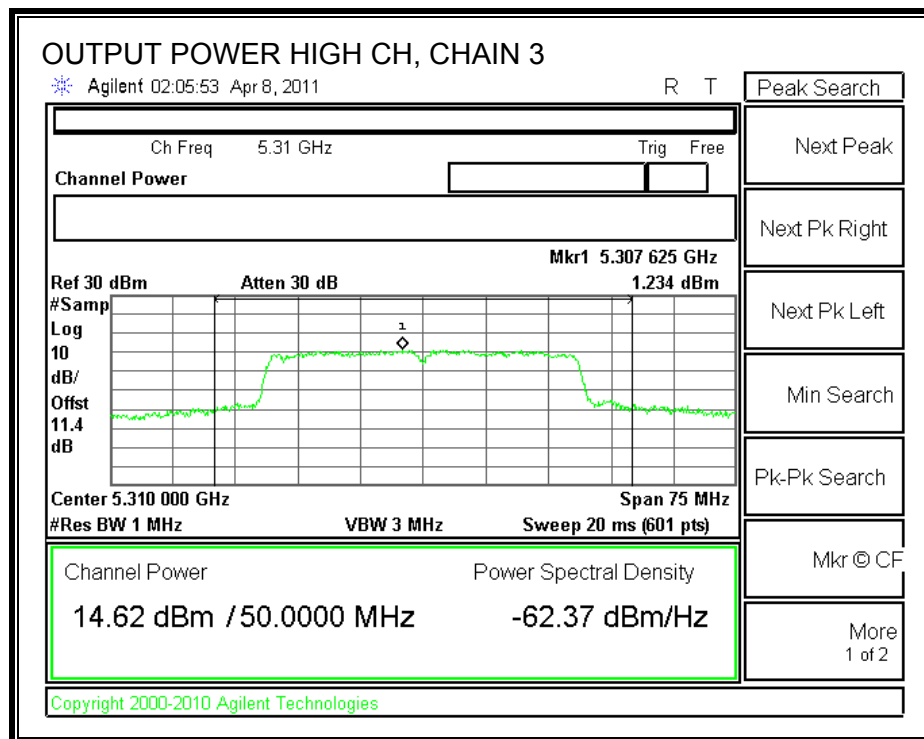 OUTPUT POWER HIGH CH, CHAIN 3
Agilent 02:05:53 Apr 8, 2011 R T
Peak Search
Ch Freq 5.31 GHz Trig Free
Next Peak
Channel Power
Next Pk Right
Mkr1 5.307 625 GHz
Ref 30 dBm Atten 30 dB 1.234 dBm
#Samp
Log
10
dB/
Offst
11.4
dB
1
Next Pk Left
Min Search
Pk-Pk Search
Center 5.310 000 GHz Span 75 MHz
#Res BW 1 MHz VBW 3 MHz Sweep 20 ms (601 pts)
Mkr © CF
Channel Power Power Spectral Density
14.62 dBm / 50.0000 MHz -62.37 dBm/Hz
More
1 of 2
Copyright 2000-2010 Agilent Technologies